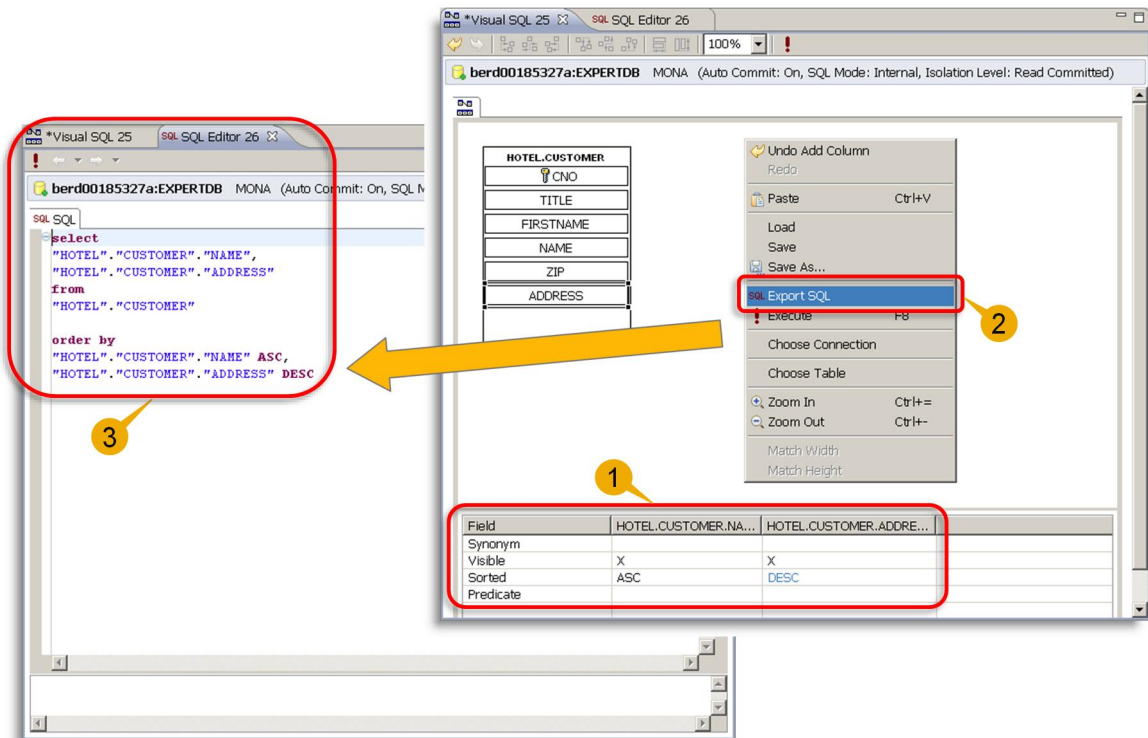 *Visual SQL 25 SQL SQL Editor 26
100%
berd00185327a:EXPERTDB MONA (Auto Commit: On, SQL Mode: Internal, Isolation Level: Read Committed)
HOTEL.CUSTOMER
CNO
TITLE
FIRSTNAME
NAME
ZIP
ADDRESS
Undo Add Column
Redo
Paste Ctrl+V
Load
Save
Save As...
SQL Export SQL
Execute F8
Choose Connection
Choose Table
Zoom In Ctrl+=
Zoom Out Ctrl+-
Match Width
Match Height
2
1
Field HOTEL.CUSTOMER.NA... HOTEL.CUSTOMER.ADDRE...
Synonym
Visible X X
Sorted ASC DESC
Predicate
*Visual SQL 25 SQL SQL Editor 26
berd00185327a:EXPERTDB MONA (Auto Commit: On, SQL M
SQL SQL
select
"HOTEL"."CUSTOMER"."NAME",
"HOTEL"."CUSTOMER"."ADDRESS"
from
"HOTEL"."CUSTOMER"
order by
"HOTEL"."CUSTOMER"."NAME" ASC,
"HOTEL"."CUSTOMER"."ADDRESS" DESC
3